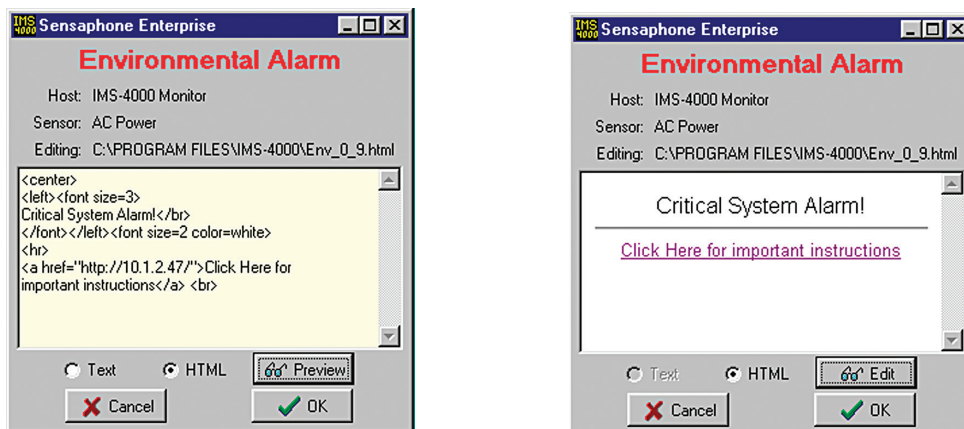 IMS 4000 Sensaphone Enterprise
Environmental Alarm
Host: IMS-4000 Monitor
Sensor: AC Power
Editing: C:\PROGRAM FILES\IMS-4000\Env_0_9.html
<center>
<left><font size=3>
Critical System Alarm!</br>
</font></left><font size=2 color=white>
<hr>
<a href="http://10.1.2.47/">Click Here for
important instructions</a> <br>
Text HTML Preview
Cancel OK
IMS 4000 Sensaphone Enterprise
Environmental Alarm
Host: IMS-4000 Monitor
Sensor: AC Power
Editing: C:\PROGRAM FILES\IMS-4000\Env_0_9.html
Critical System Alarm!
Click Here for important instructions
Text HTML Edit
Cancel OK